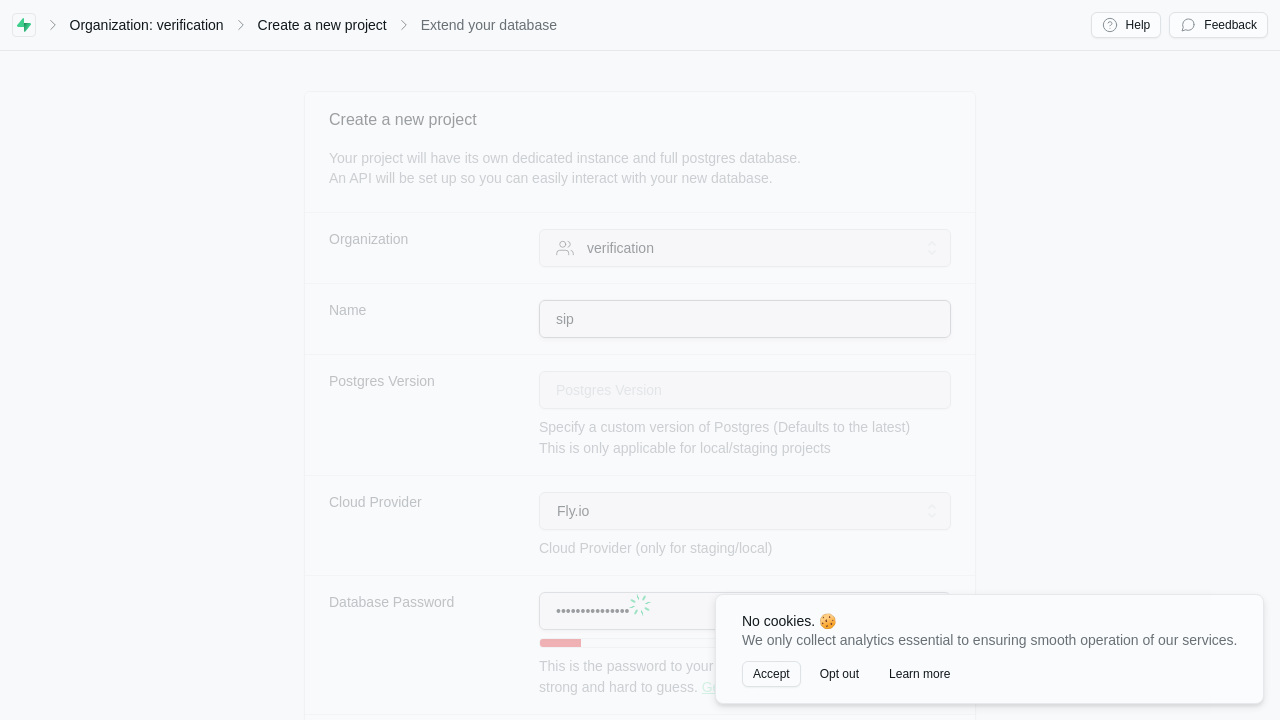 Organization: verification
Create a new project
Extend your database
Help
Feedback
Create a new project
Your project will have its own dedicated instance and full postgres database.
An API will be set up so you can easily interact with your new database.
Organization
verification
Name
sip
Postgres Version
Postgres Version
Specify a custom version of Postgres (Defaults to the latest)
This is only applicable for local/staging projects
Cloud Provider
Fly.io
Cloud Provider (only for staging/local)
Database Password
•••••••••••••••
This is the password to your
strong and hard to guess.
No cookies. 🍪
We only collect analytics essential to ensuring smooth operation of our services.
Accept
Opt out
Learn more